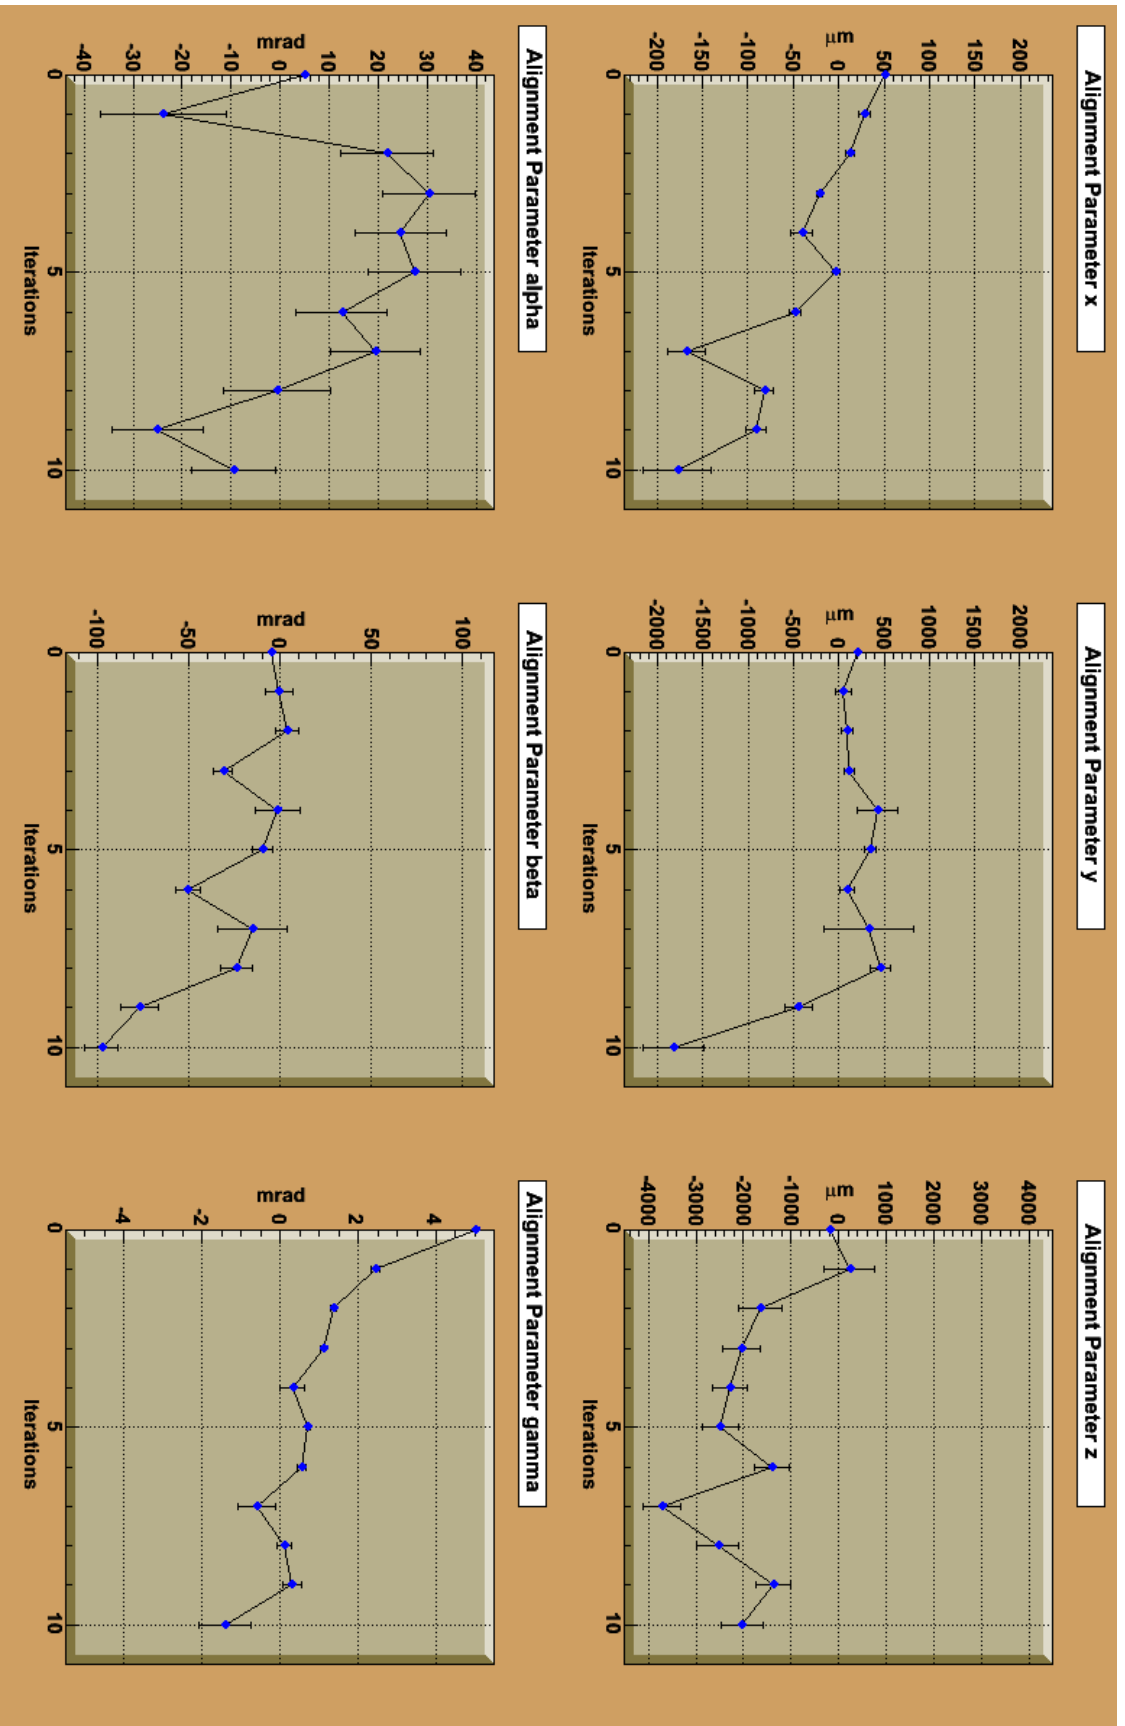 Alignment Parameter x
μm
200
150
100
50
0
-50
-100
-150
-200
0 5 10
Iterations
Alignment Parameter y
μm
2000
1500
1000
500
0
-500
-1000
-1500
-2000
0 5 10
Iterations
Alignment Parameter z
μm
4000
3000
2000
1000
0
-1000
-2000
-3000
-4000
0 5 10
Iterations
Alignment Parameter alpha
mrad
40
30
20
10
0
-10
-20
-30
-40
0 5 10
Iterations
Alignment Parameter beta
mrad
100
50
0
-50
-100
0 5 10
Iterations
Alignment Parameter gamma
mrad
4
2
0
-2
-4
0 5 10
Iterations